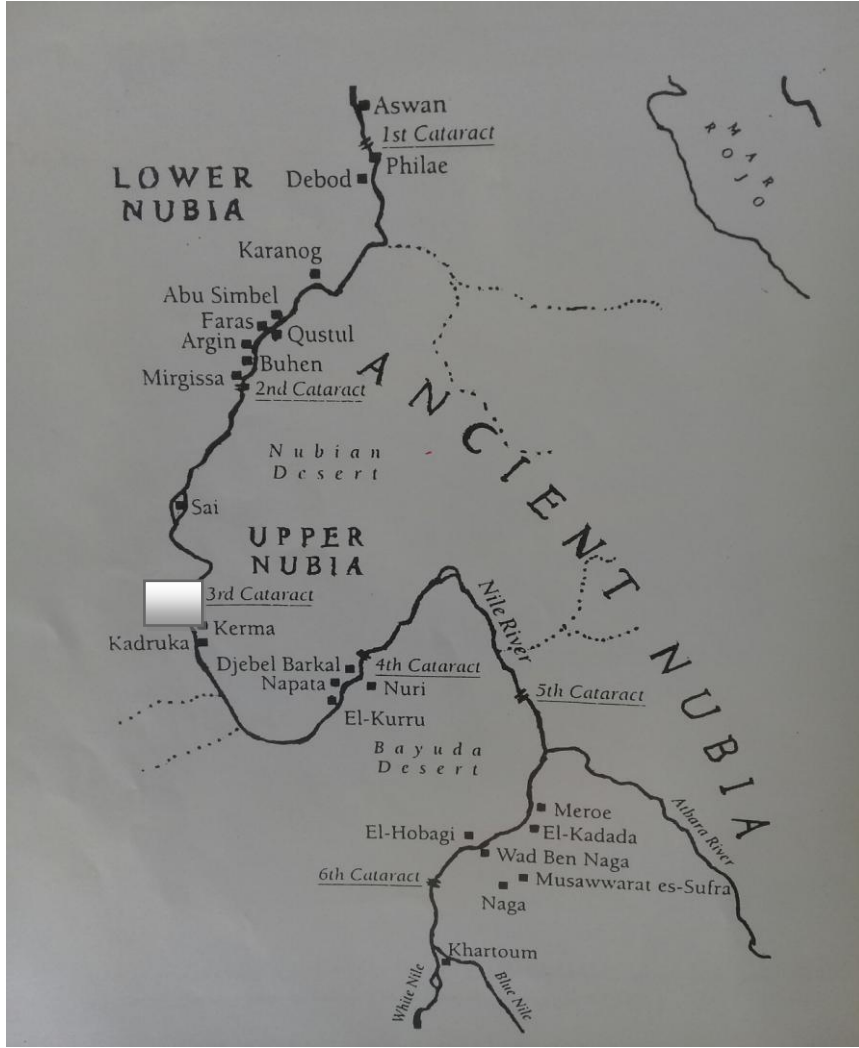 Aswan
1st Cataract
Philae
Debod
LOWER
NUBIA
MAR
ROJO
Karanog
Abu Simbel
Faras
Qustul
Argin
Buhen
Mirgissa
2nd Cataract
ANCIENT NUBIA
Nubian
Desert
Sai
UPPER
NUBIA
3rd Cataract
Kerma
Kadruka
Nile River
Djebel Barkal
4th Cataract
Napata
Nuri
5th Cataract
El-Kurru
Bayuda
Desert
Meroe
Atbara River
El-Hobagi
El-Kadada
Wad Ben Naga
6th Cataract
Musawwarat es-Sufra
Naga
Khartoum
White Nile
Blue Nile